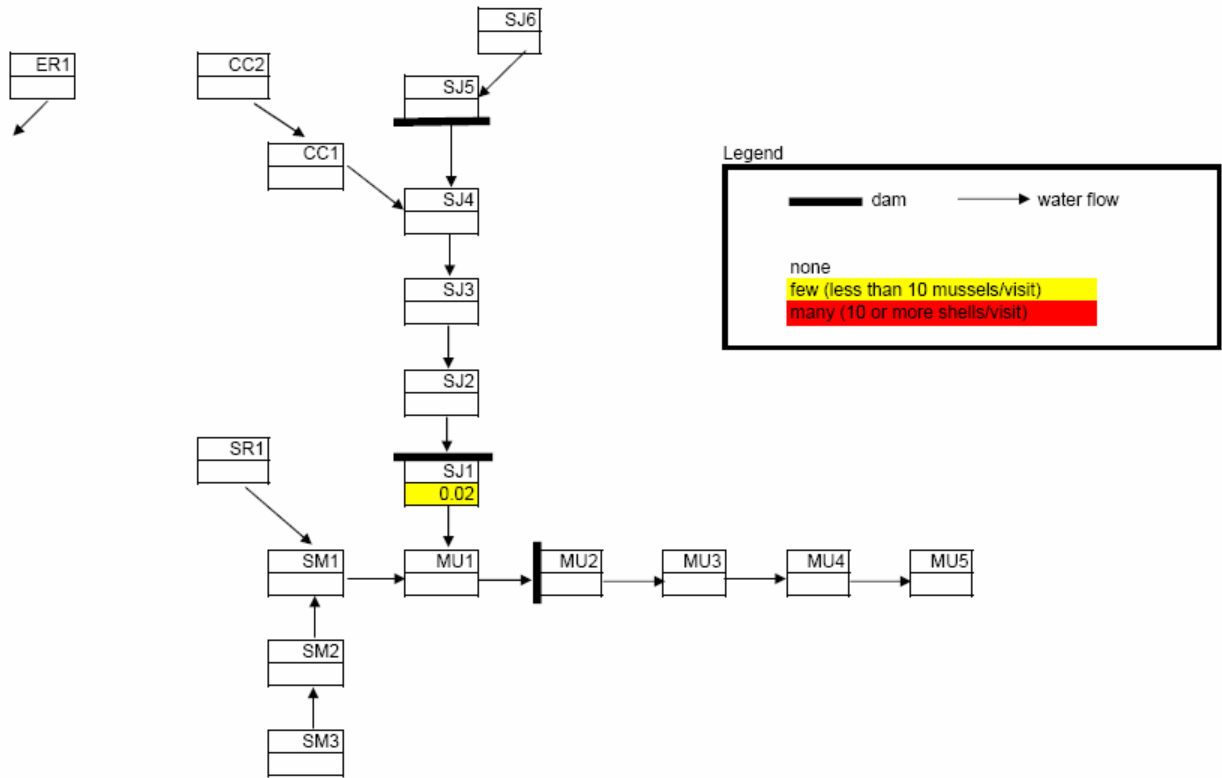 SJ6
ER1
CC2
SJ5
CC1
Legend
SJ4
dam
water flow
none
few (less than 10 mussels/visit)
many (10 or more shells/visit)
SJ3
SJ2
SR1
SJ1
0.02
SM1
MU1
MU2
MU3
MU4
MU5
SM2
SM3